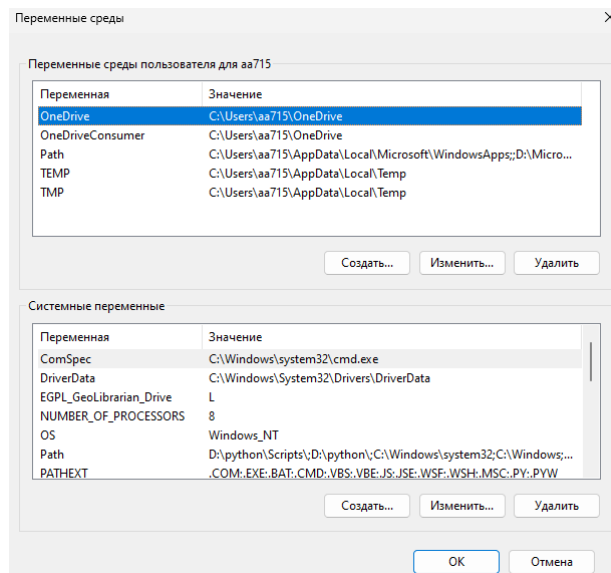 Переменные среды
Переменные среды пользователя для aa715
Переменная Значение
OneDrive C:\Users\aa715\OneDrive
OneDriveConsumer C:\Users\aa715\OneDrive
Path C:\Users\aa715\AppData\Local\Microsoft\WindowsApps;;D:\Micro...
TEMP C:\Users\aa715\AppData\Local\Temp
TMP C:\Users\aa715\AppData\Local\Temp
Создать... Изменить... Удалить
Системные переменные
Переменная Значение
ComSpec C:\Windows\system32\cmd.exe
DriverData C:\Windows\System32\Drivers\DriverData
EGPL_GeoLibrarian_Drive L
NUMBER_OF_PROCESSORS 8
OS Windows_NT
Path D:\python\Scripts\;D:\python\;C:\Windows\system32;C:\Windows;...
PATHEXT .COM;.EXE;.BAT;.CMD;.VBS;.VBE;.JS;.JSE;.WSF;.WSH;.MSC;.PY;.PYW
Создать... Изменить... Удалить
ОК Отмена